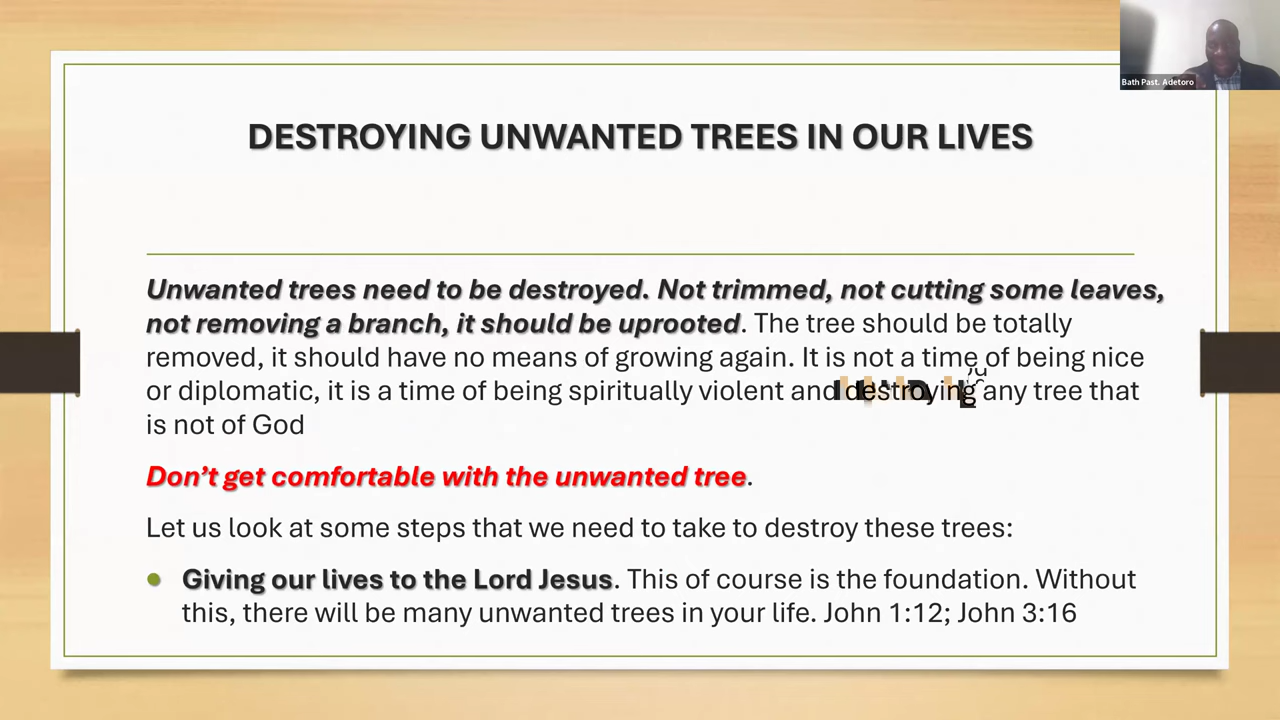 Bath Past. Adetoro
DESTROYING UNWANTED TREES IN OUR LIVES
Unwanted trees need to be destroyed. Not trimmed, not cutting some leaves,
not removing a branch, it should be uprooted. The tree should be totally
removed, it should have no means of growing again. It is not a time of being nice
or diplomatic, it is a time of being spiritually violent and destroying any tree that
is not of God
Don’t get comfortable with the unwanted tree.
Let us look at some steps that we need to take to destroy these trees:
• Giving our lives to the Lord Jesus. This of course is the foundation. Without
this, there will be many unwanted trees in your life. John 1:12; John 3:16